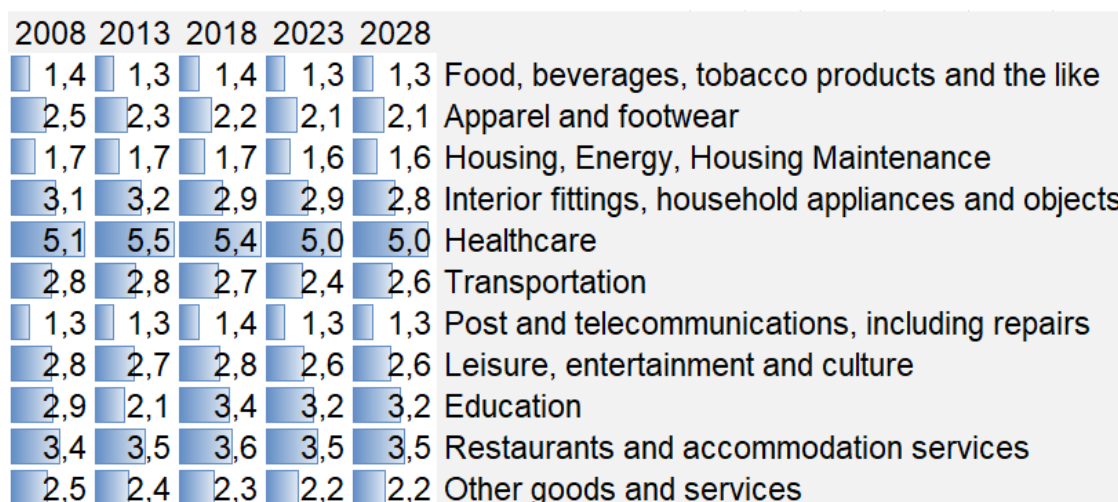 2008 2013 2018 2023 2028
1,4 1,3 1,4 1,3 1,3 Food, beverages, tobacco products and the like
2,5 2,3 2,2 2,1 2,1 Apparel and footwear
1,7 1,7 1,7 1,6 1,6 Housing, Energy, Housing Maintenance
3,1 3,2 2,9 2,9 2,8 Interior fittings, household appliances and objects
5,1 5,5 5,4 5,0 5,0 Healthcare
2,8 2,8 2,7 2,4 2,6 Transportation
1,3 1,3 1,4 1,3 1,3 Post and telecommunications, including repairs
2,8 2,7 2,8 2,6 2,6 Leisure, entertainment and culture
2,9 2,1 3,4 3,2 3,2 Education
3,4 3,5 3,6 3,5 3,5 Restaurants and accommodation services
2,5 2,4 2,3 2,2 2,2 Other goods and services